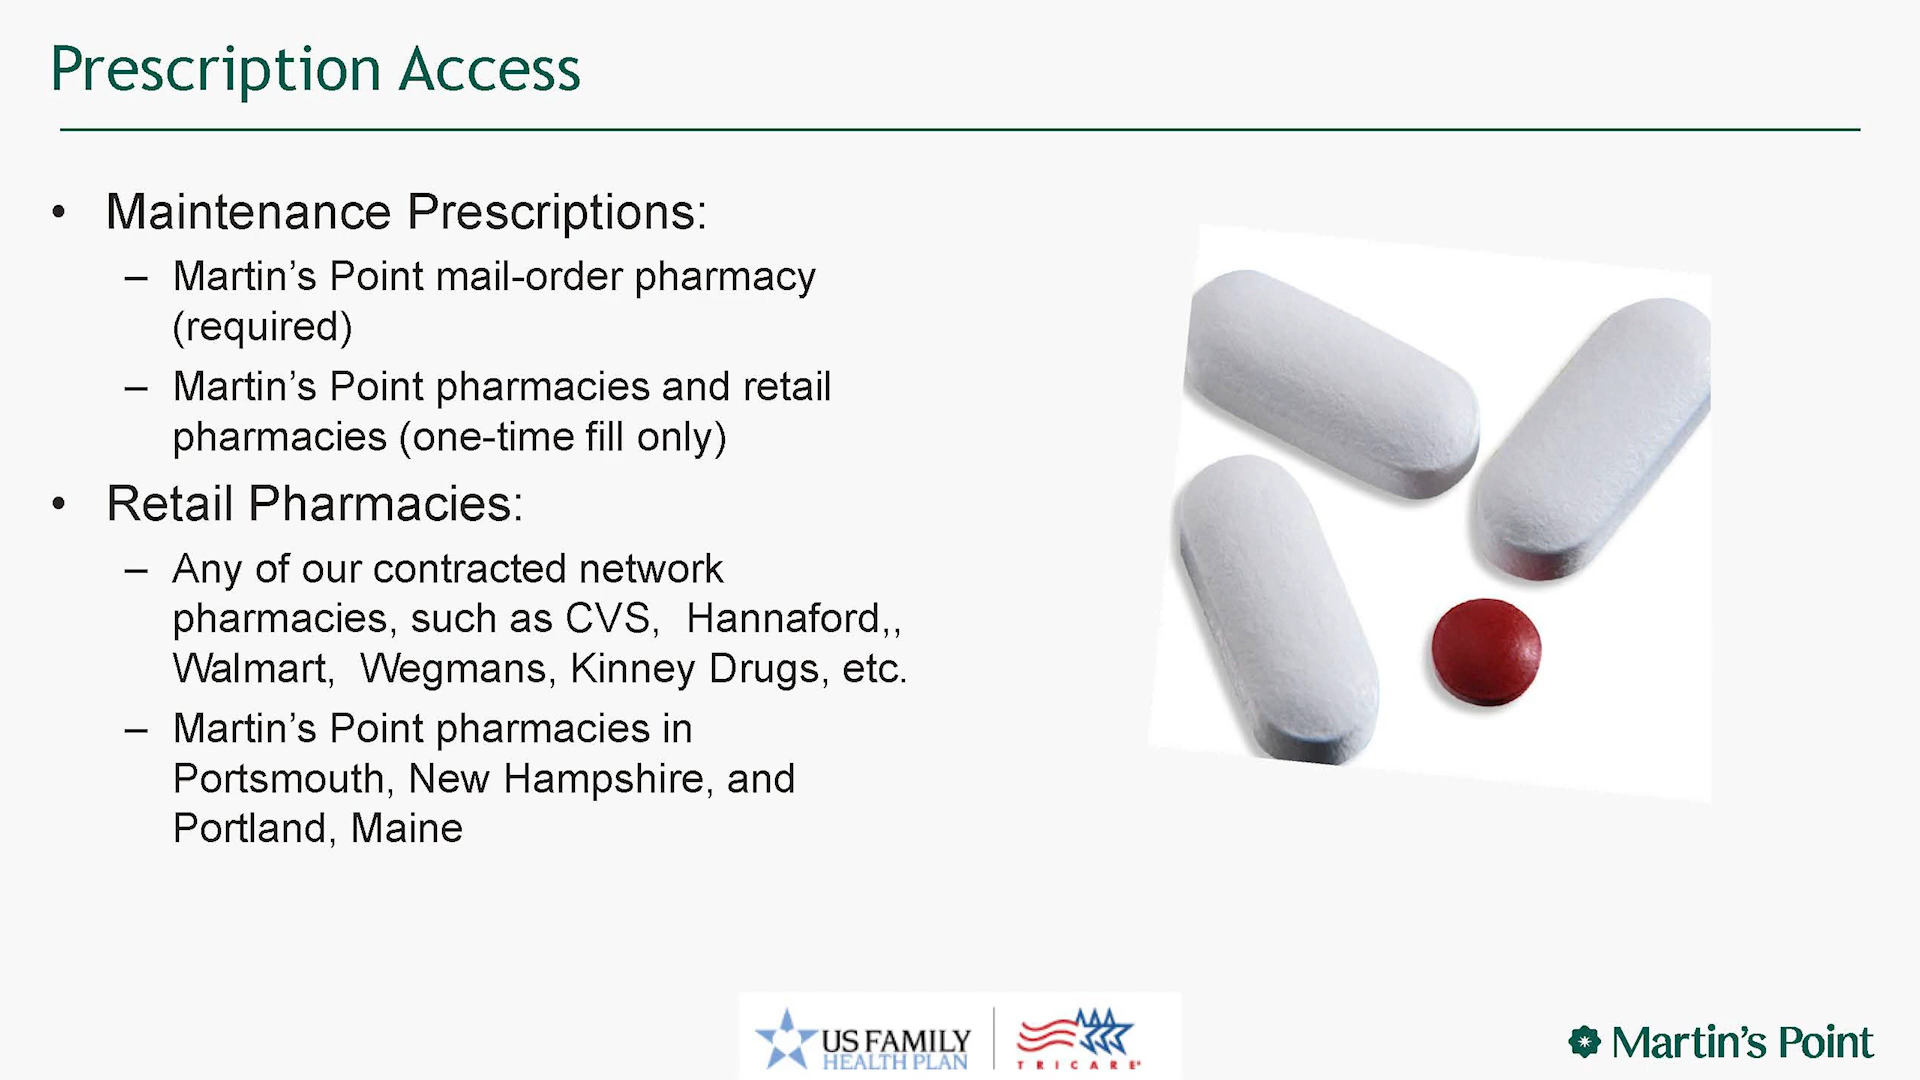 Prescription Access
• Maintenance Prescriptions:
– Martin’s Point mail-order pharmacy
(required)
– Martin’s Point pharmacies and retail
pharmacies (one-time fill only)
• Retail Pharmacies:
– Any of our contracted network
pharmacies, such as CVS,  Hannaford,,
Walmart,  Wegmans, Kinney Drugs, etc.
– Martin’s Point pharmacies in
Portsmouth, New Hampshire, and
Portland, Maine
US FAMILY
HEALTH PLAN
TRICARE®
Martin’s Point